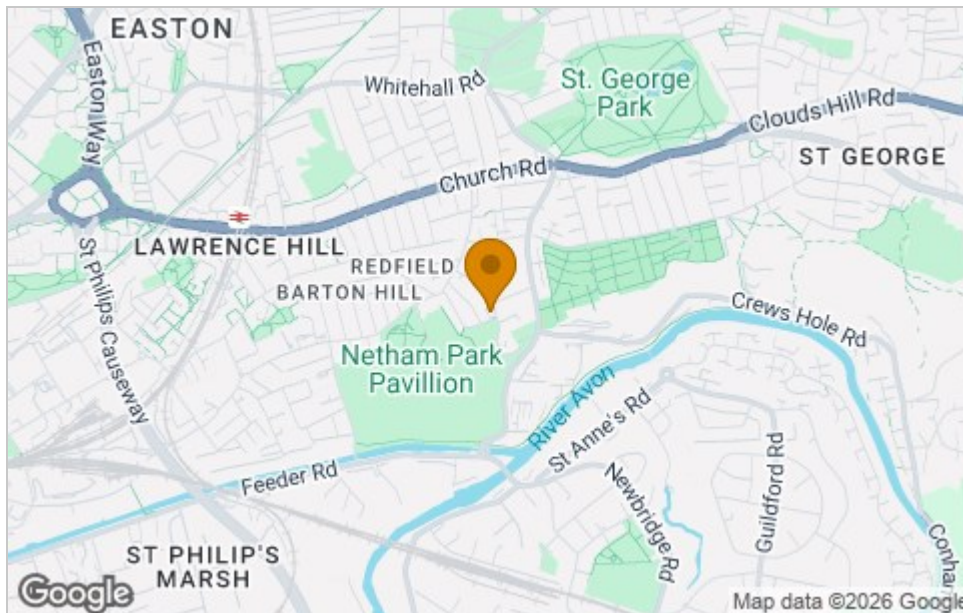 EASTON
Easton Way
Whitehall Rd
St. George
Park
Clouds Hill Rd
ST GEORGE
Church Rd
LAWRENCE HILL
REDFIELD
BARTON HILL
St Philips Causeway
Netham Park
Pavillion
Crews Hole Rd
River Avon
St Anne's Rd
Feeder Rd
Newbridge Rd
Guildford Rd
ST PHILIP'S
MARSH
Google
Map data ©2026 Google